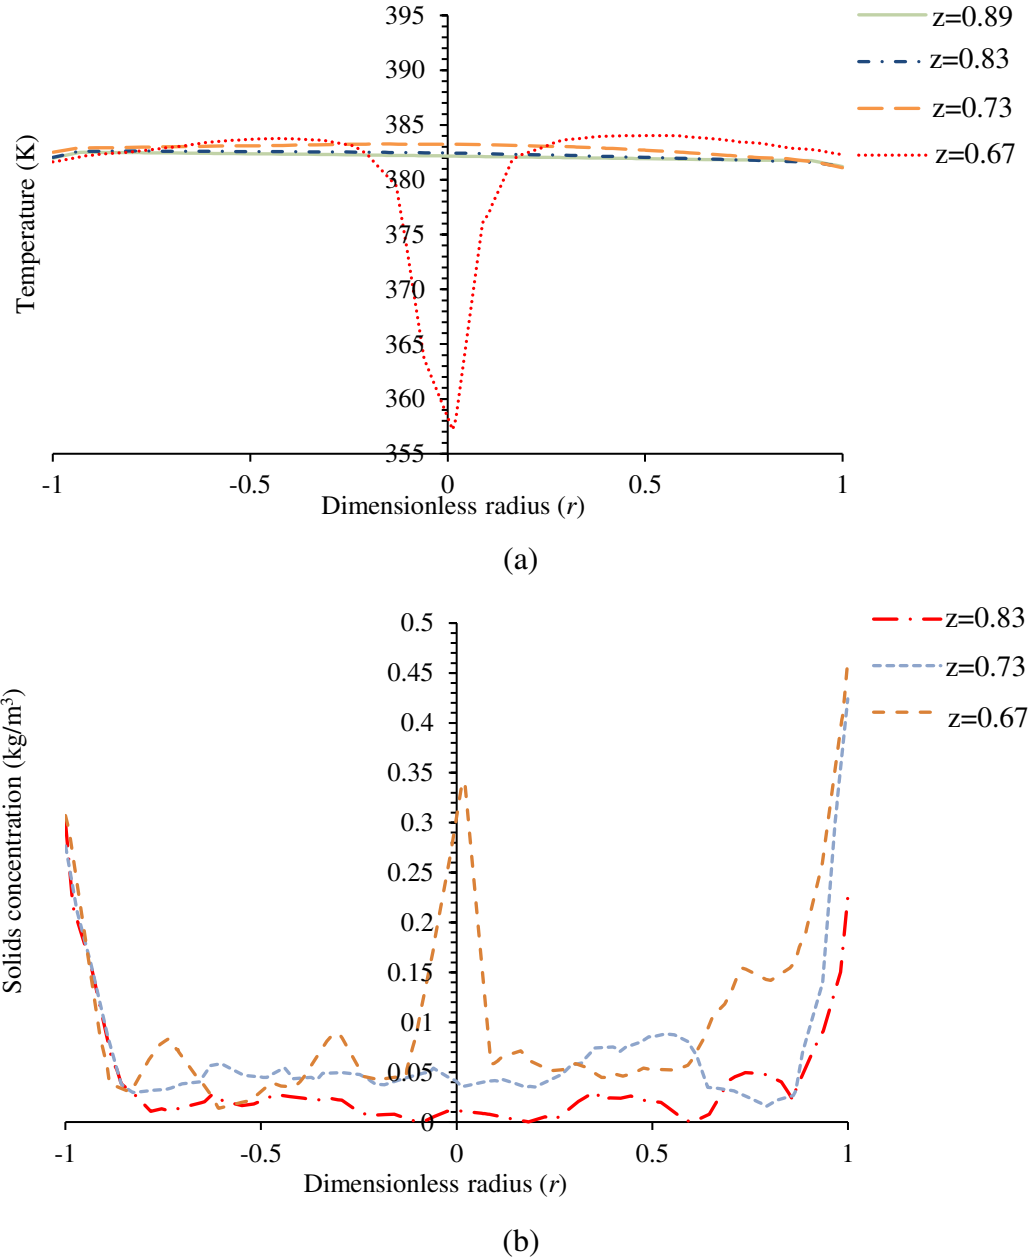 395
390
385
380
375
370
365
360
355
Temperature (K)
-1
-0.5
0
0.5
1
Dimensionless radius (r)
z=0.89
z=0.83
z=0.73
z=0.67
(a)
0.5
0.45
0.4
0.35
0.3
0.25
0.2
0.15
0.1
0.05
0
Solids concentration (kg/m³)
-1
-0.5
0
0.5
1
Dimensionless radius (r)
z=0.83
z=0.73
z=0.67
(b)